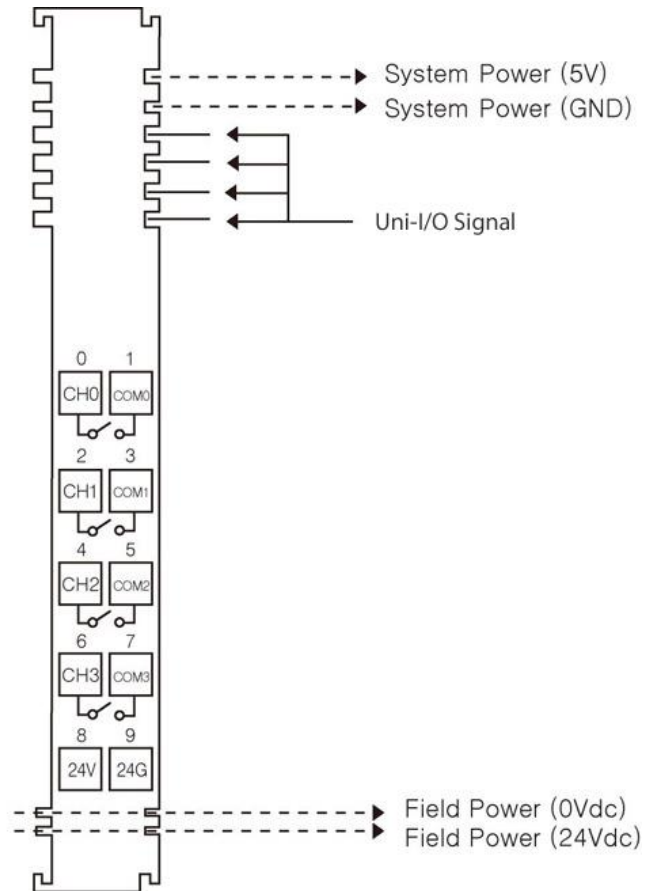 System Power (5V)
System Power (GND)
Uni-I/O Signal
0 1
CH0 COM0
2 3
CH1 COM1
4 5
CH2 COM2
6 7
CH3 COM3
8 9
24V 24G
Field Power (0Vdc)
Field Power (24Vdc)